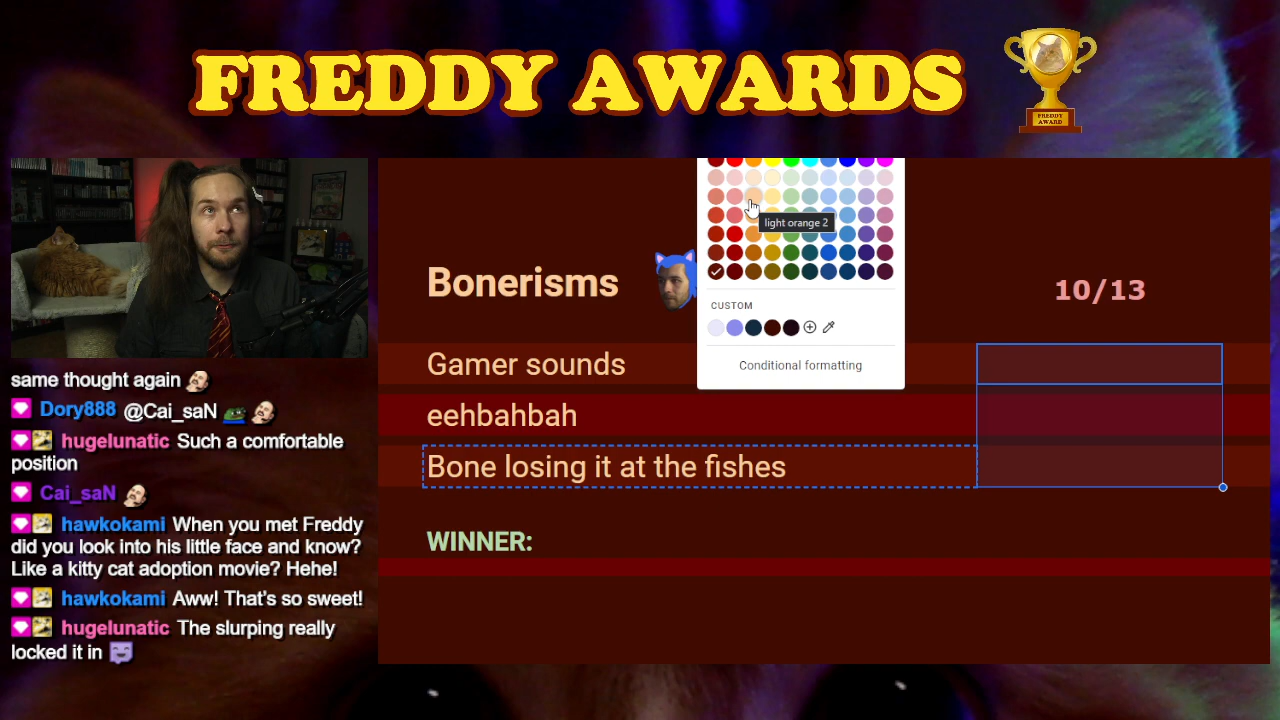 FREDDY AWARDS
FREDDY
AWARD
light orange 2
Bonerisms
10/13
CUSTOM
Conditional formatting
Gamer sounds
eehbahbah
Bone losing it at the fishes
WINNER:
same thought again
Dory888 @Cai_saN
hugelunatic Such a comfortable
position
Cai_saN
hawkokami When you met Freddy
did you look into his little face and know?
Like a kitty cat adoption movie? Hehe!
hawkokami Aww! That's so sweet!
hugelunatic The slurping really
locked it in